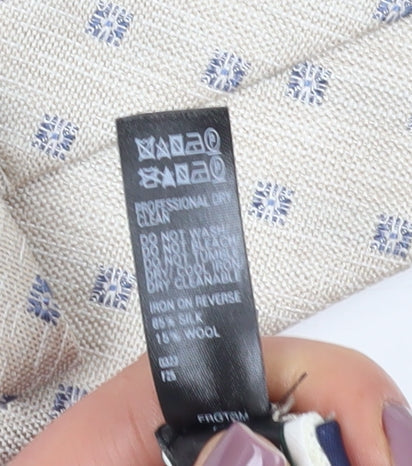 PROFESSIONAL DRY
CLEAN
DO NOT WASH
DO NOT BLEACH
DO NOT TUMBLE
DRY/ COOL IRON
DRY CLEANABLE
IRON ON REVERSE
85% SILK
15% WOOL